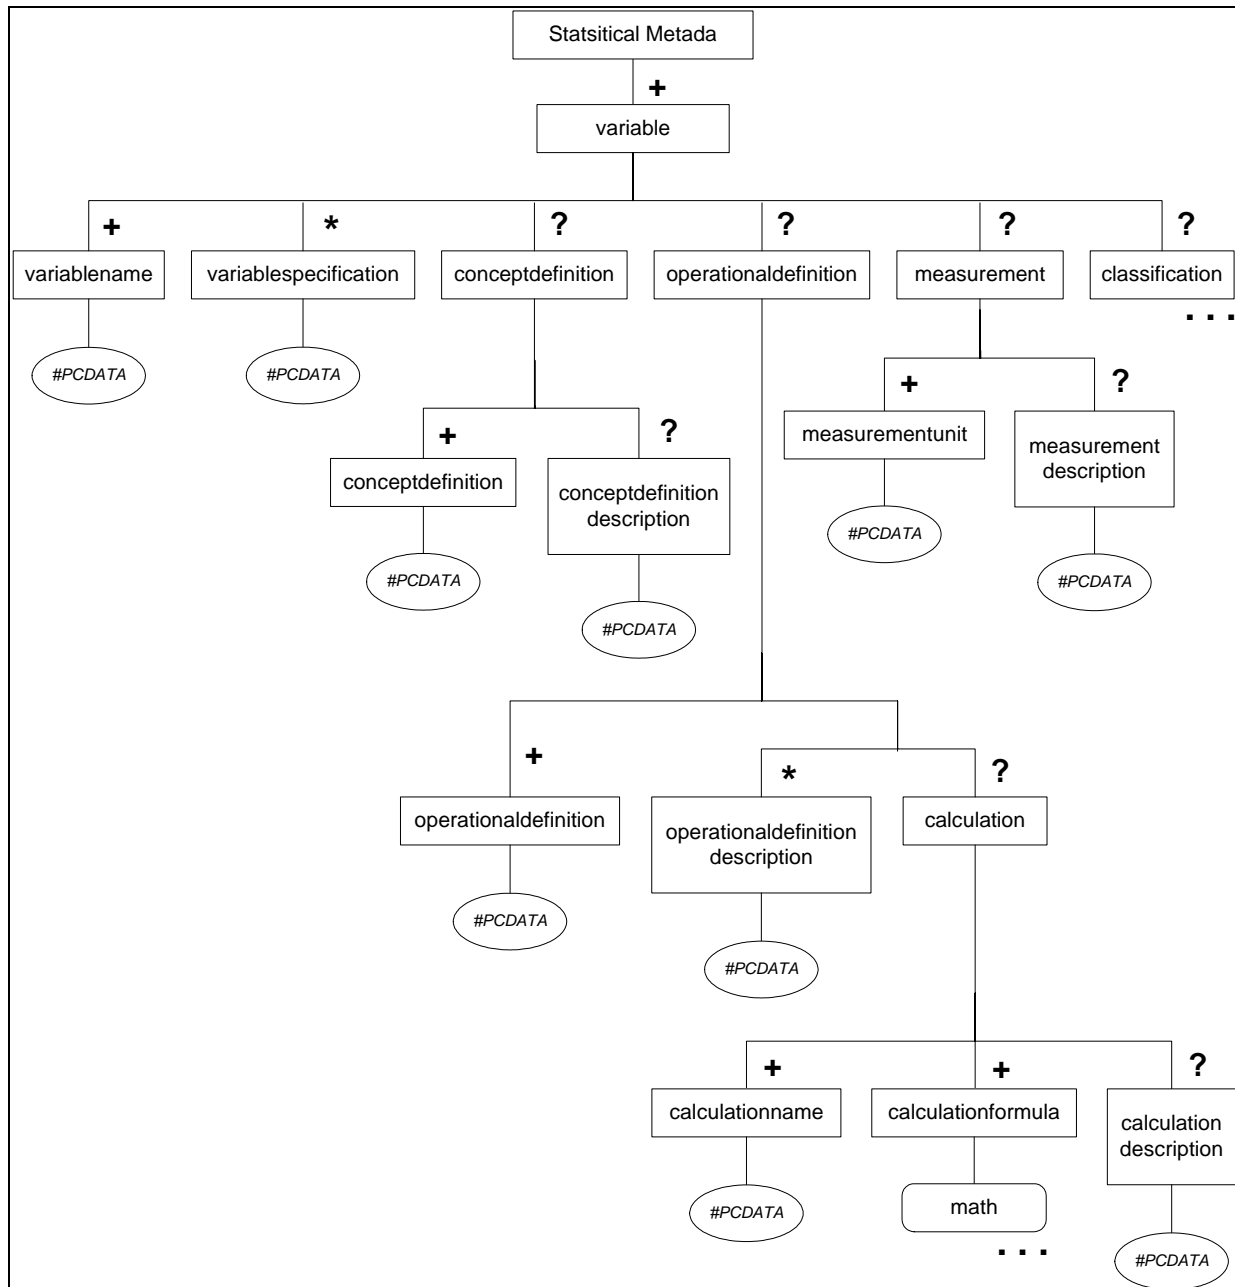 Statsitical Metada
+
variable
+
*
?
?
?
?
variablename
variablespecification
conceptdefinition
operationaldefinition
measurement
classification
. . .
#PCDATA
#PCDATA
+
?
+
?
measurementunit
measurement
description
conceptdefinition
conceptdefinition
description
#PCDATA
#PCDATA
#PCDATA
#PCDATA
+
*
?
operationaldefinition
operationaldefinition
description
calculation
#PCDATA
#PCDATA
+
+
?
calculationname
calculationformula
calculation
description
#PCDATA
math
. . .
#PCDATA